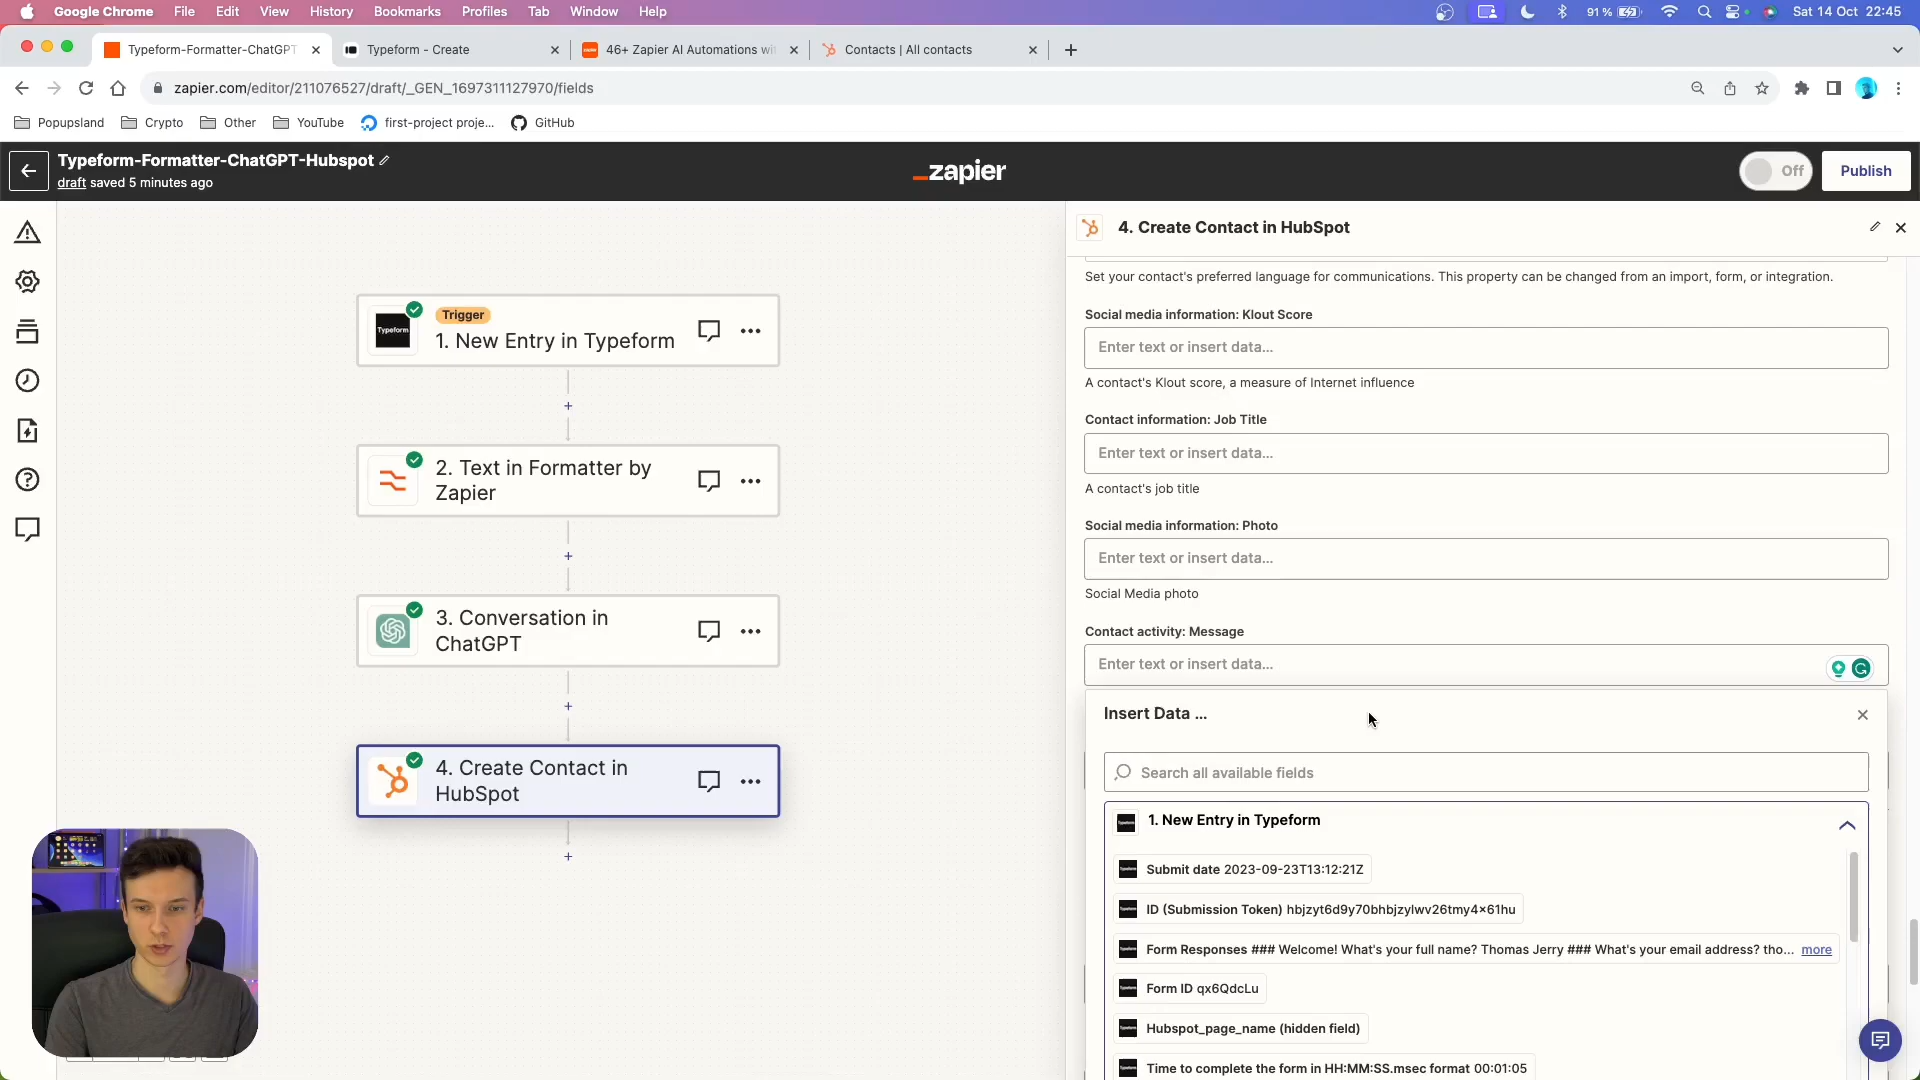 Google Chrome File Edit View History Bookmarks Profiles Tab Window Help 91 % Sat 14 Oct 22:45
Typeform-Formatter-ChatGPT Typeform - Create 46+ Zapier AI Automations wi Contacts | All contacts
zapier.com/editor/211076527/draft/_GEN_1697311127970/fields
Popupsland Crypto Other YouTube first-project proje... GitHub
Typeform-Formatter-ChatGPT-Hubspot
draft saved 5 minutes ago
zapier
Off
Publish
Trigger
Typeform
1. New Entry in Typeform
2. Text in Formatter by
Zapier
3. Conversation in
ChatGPT
4. Create Contact in
HubSpot
4. Create Contact in HubSpot
Set your contact's preferred language for communications. This property can be changed from an import, form, or integration.
Social media information: Klout Score
Enter text or insert data...
A contact's Klout score, a measure of Internet influence
Contact information: Job Title
Enter text or insert data...
A contact's job title
Social media information: Photo
Enter text or insert data...
Social Media photo
Contact activity: Message
Enter text or insert data...
Insert Data ...
Search all available fields
1. New Entry in Typeform
Submit date 2023-09-23T13:12:21Z
ID (Submission Token) hbjzyt6d9y70bhbjzylwv26tmy4x61hu
Form Responses ### Welcome! What's your full name? Thomas Jerry ### What's your email address? tho... more
Form ID qx6QdcLu
Hubspot_page_name (hidden field)
Time to complete the form in HH:MM:SS.msec format 00:01:05